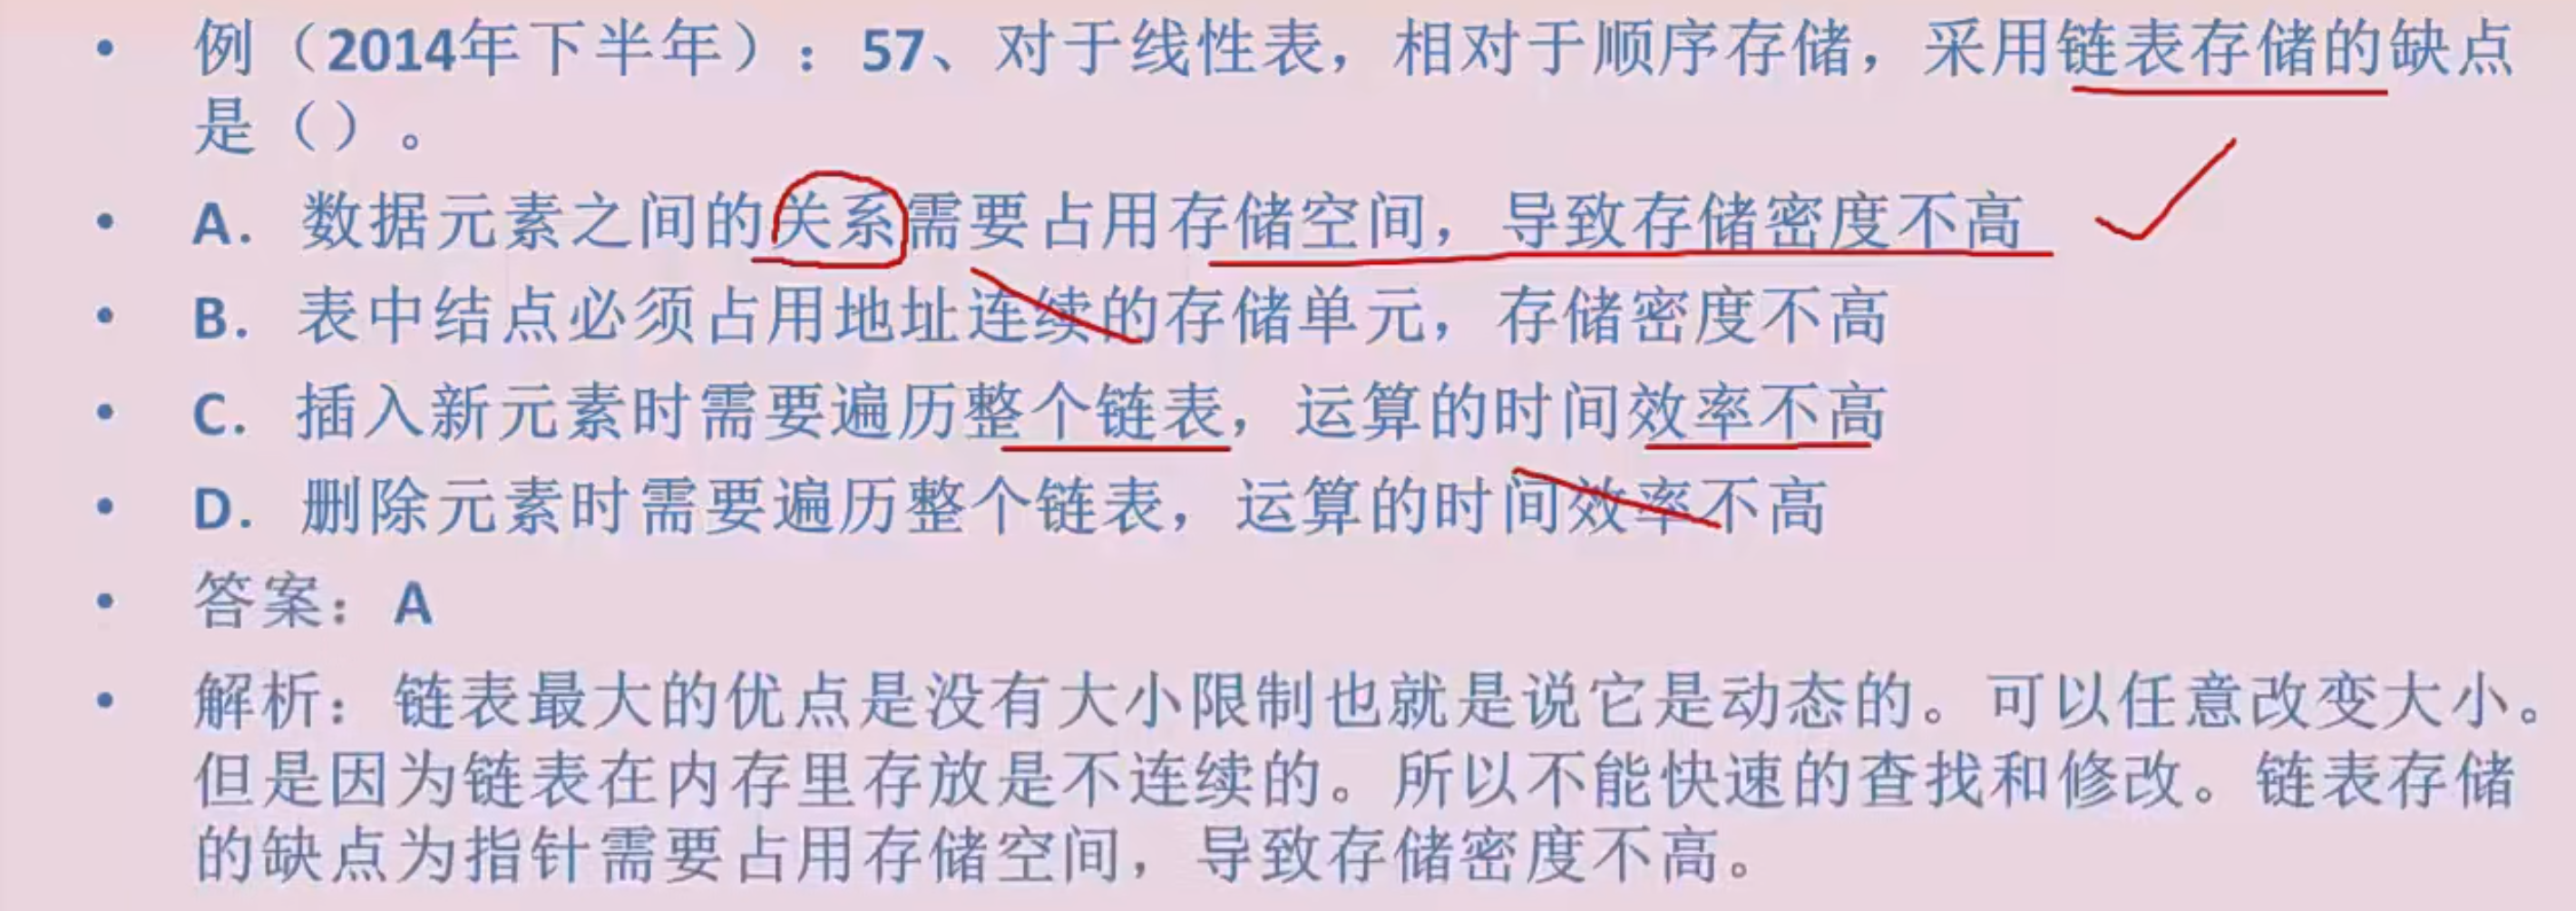 • 例（2014年下半年）：57、对于线性表，相对于顺序存储，采用链表存储的缺点
是（）。
• A. 数据元素之间的关系需要占用存储空间，导致存储密度不高
• B. 表中结点必须占用地址连续的存储单元，存储密度不高
• C. 插入新元素时需要遍历整个链表，运算的时间效率不高
• D. 删除元素时需要遍历整个链表，运算的时间效率不高
• 答案：A
• 解析：链表最大的优点是没有大小限制也就是说它是动态的。可以任意改变大小。
但是因为链表在内存里存放是不连续的。所以不能快速的查找和修改。链表存储
的缺点为指针需要占用存储空间，导致存储密度不高。